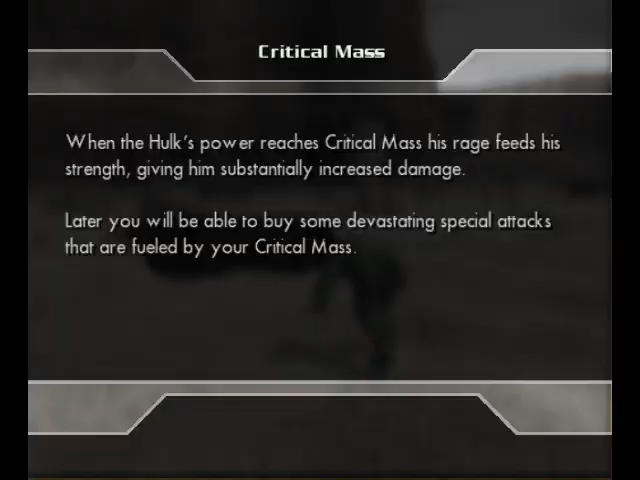 Critical Mass
When the Hulk's power reaches Critical Mass his rage feeds his
strength, giving him substantially increased damage.
Later you will be able to buy some devastating special attacks
that are fueled by your Critical Mass.